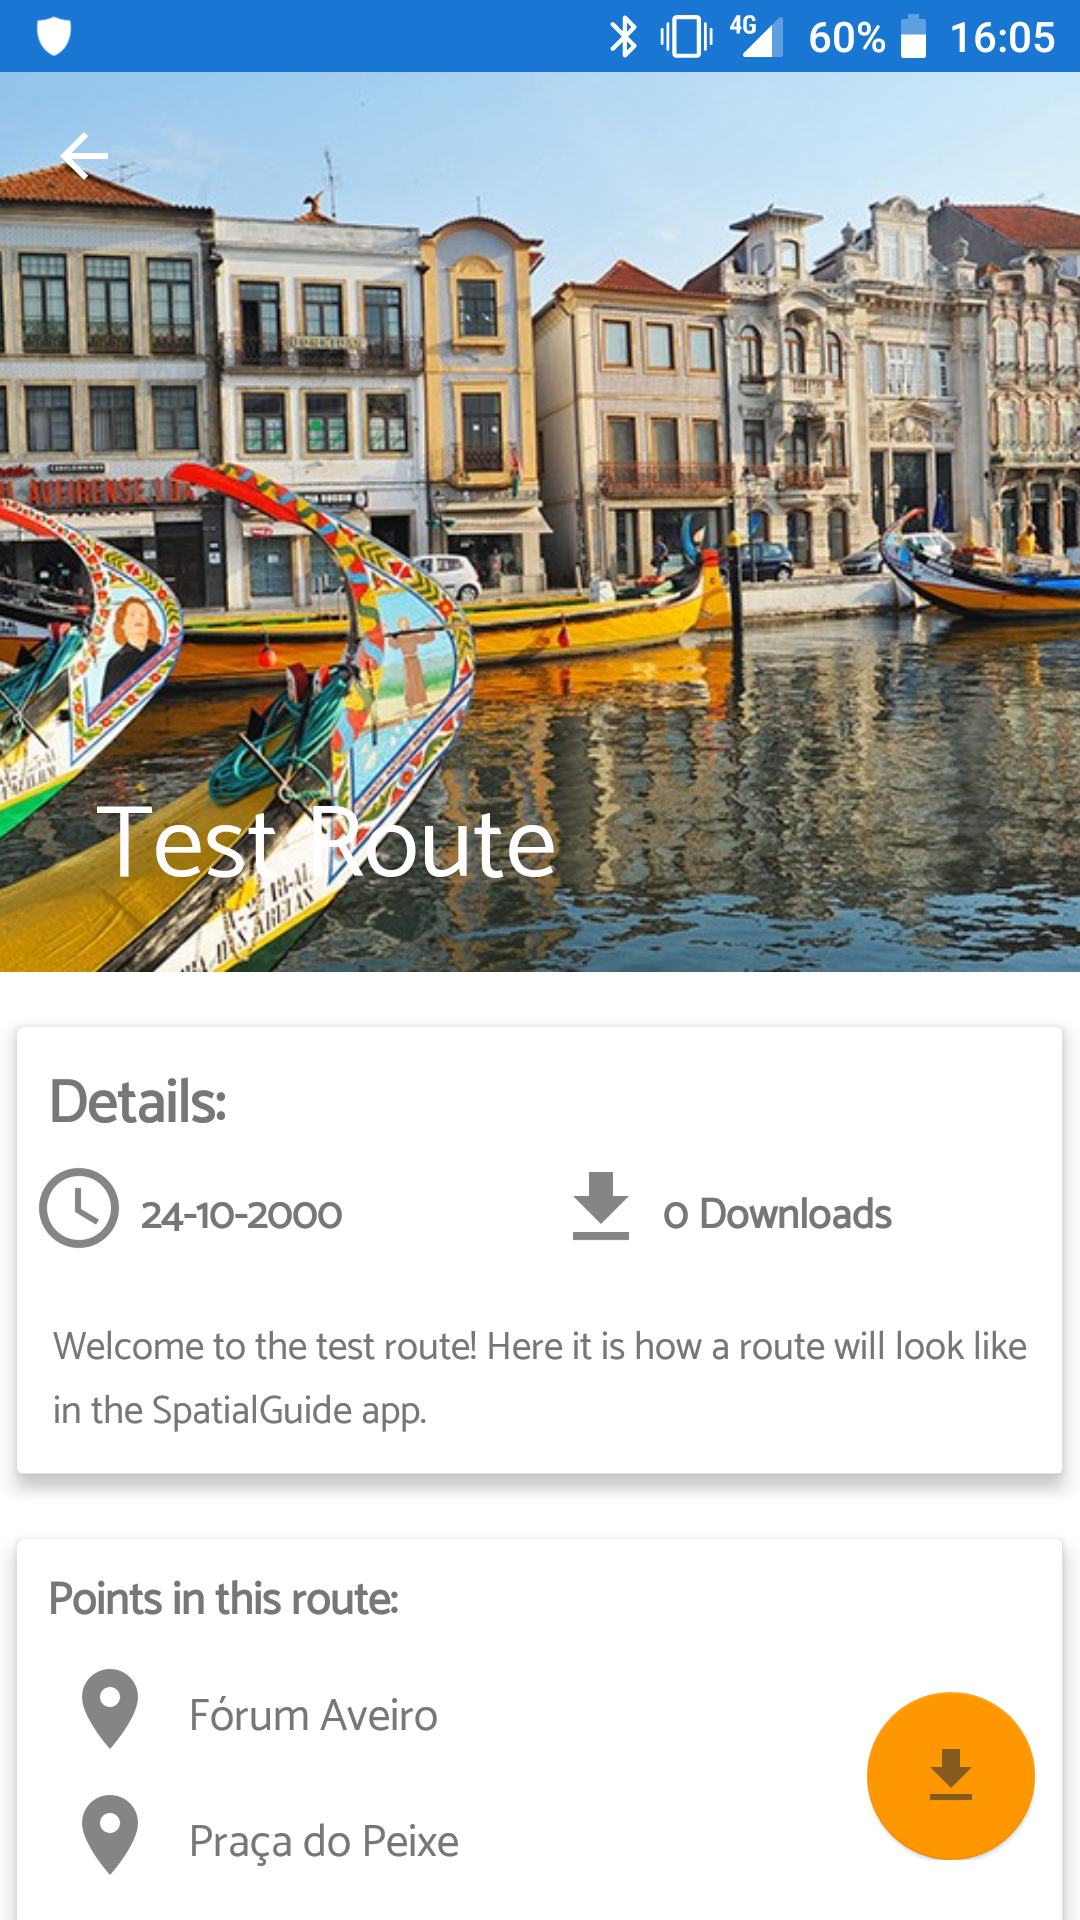 4G 60% 16:05
AVEIRENSE, LDA
Test Route
Details:
24-10-2000
0 Downloads
Welcome to the test route! Here it is how a route will look like
in the SpatialGuide app.
Points in this route:
Fórum Aveiro
Praça do Peixe